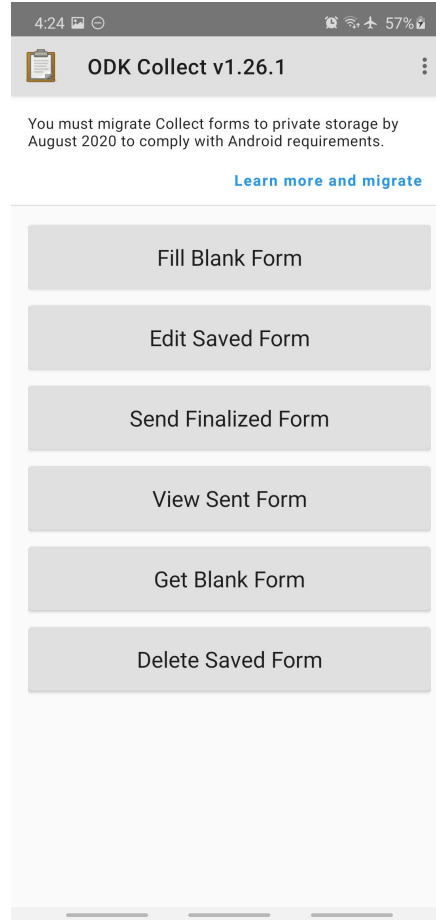 4:24 57%
ODK Collect v1.26.1
You must migrate Collect forms to private storage by
August 2020 to comply with Android requirements.
Learn more and migrate
Fill Blank Form
Edit Saved Form
Send Finalized Form
View Sent Form
Get Blank Form
Delete Saved Form